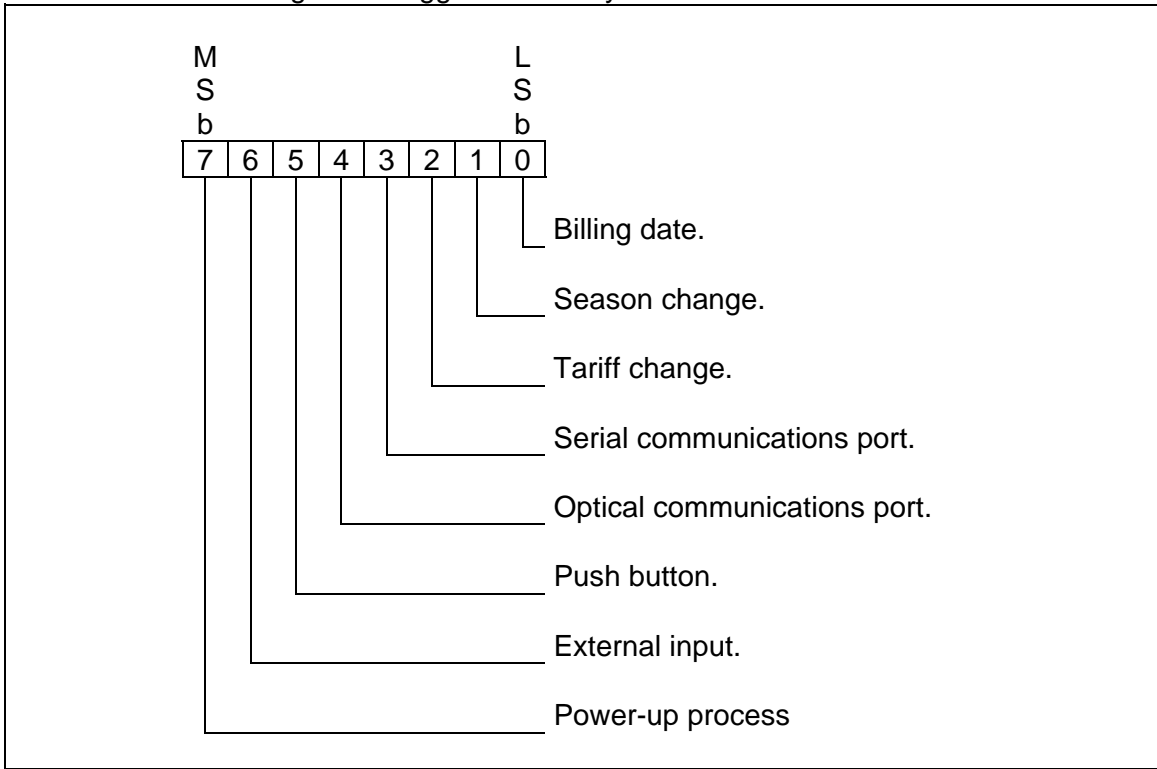 M L
S S
b b
7 6 5 4 3 2 1 0
Billing date.
Season change.
Tariff change.
Serial communications port.
Optical communications port.
Push button.
External input.
Power-up process